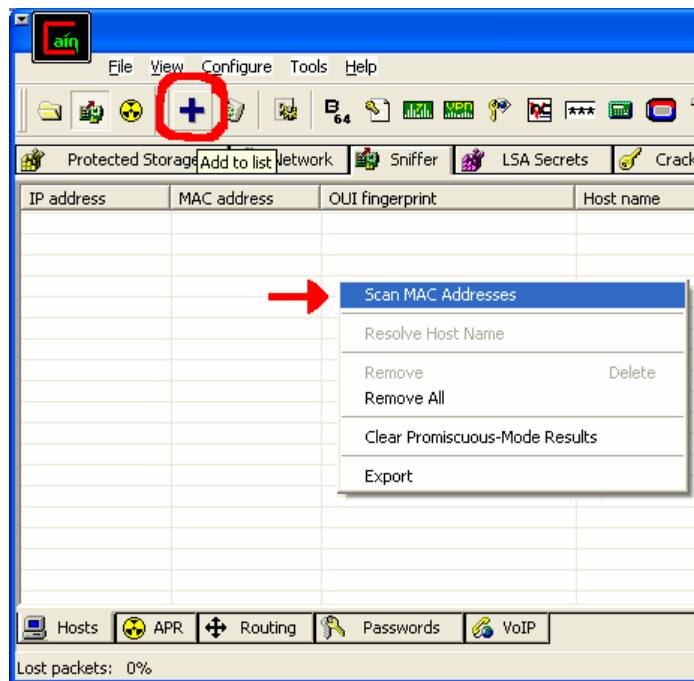 ain
File View Configure Tools Help
B64
Protected Storage Network Sniffer LSA Secrets Crack
Add to list
IP address MAC address OUI fingerprint Host name
Scan MAC Addresses
Resolve Host Name
Remove Delete
Remove All
Clear Promiscuous-Mode Results
Export
Hosts APR Routing Passwords VoIP
Lost packets: 0%